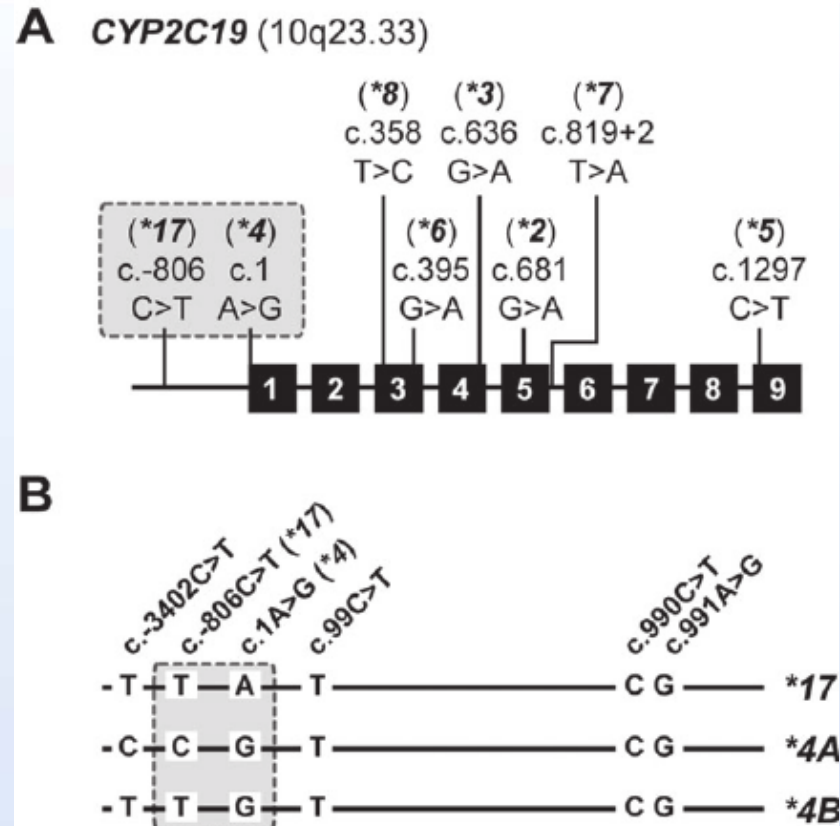 A CYP2C19 (10q23.33)
(*8) (*3) (*7)
c.358 c.636 c.819+2
T>C G>A T>A
(*17) (*4) (*6) (*2) (*5)
c.-806 c.1 c.395 c.681 c.1297
C>T A>G G>A G>A C>T
1 2 3 4 5 6 7 8 9
B
c.-3402C>T c.-806C>T (*17) c.1A>G (*4) c.99C>T c.990C>T c.991A>G
T T A T C G *17
C C G T C G *4A
T T G T C G *4B